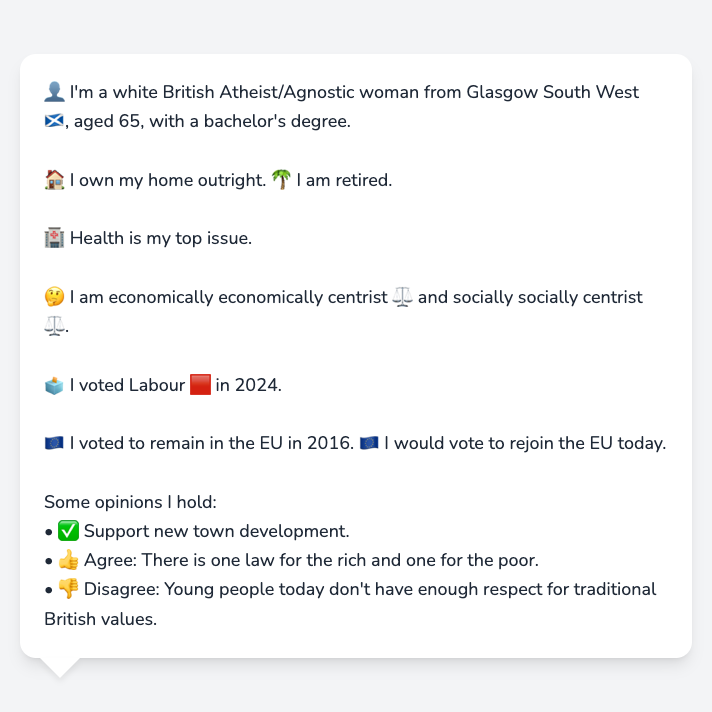 👤 I'm a white British Atheist/Agnostic woman from Glasgow South West
🏴󠁧󠁢󠁳󠁣󠁴󠁿, aged 65, with a bachelor's degree.
🏠 I own my home outright. 🌴 I am retired.
🏥 Health is my top issue.
🤔 I am economically economically centrist ⚖️ and socially socially centrist
⚖️.
🗳️ I voted Labour 🟥 in 2024.
🇪🇺 I voted to remain in the EU in 2016. 🇪🇺 I would vote to rejoin the EU today.
Some opinions I hold:
• ✅ Support new town development.
• 👍 Agree: There is one law for the rich and one for the poor.
• 👎 Disagree: Young people today don't have enough respect for traditional
British values.